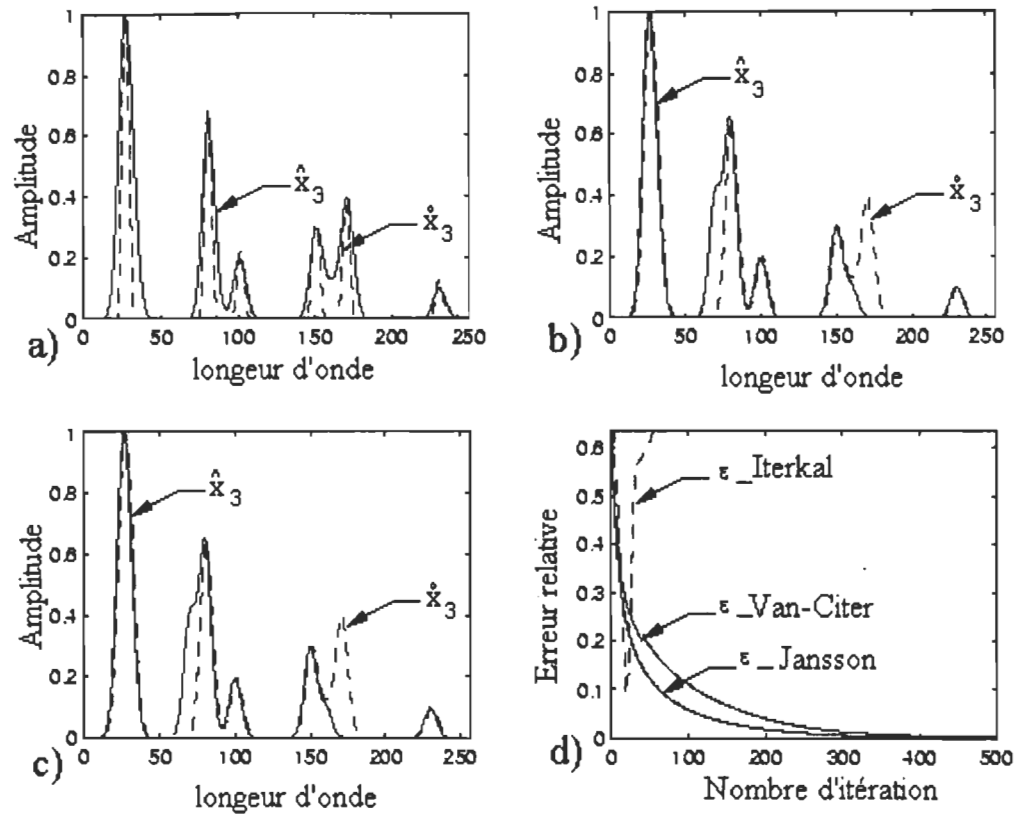 1
0.8
0.6
0.4
0.2
0
Amplitude
x̂₃
x̊₃
0 50 100 150 200 250
a)
longeur d'onde
1
0.8
0.6
0.4
0.2
0
Amplitude
x̂₃
x̊₃
0 50 100 150 200 250
b)
longeur d'onde
1
0.8
0.6
0.4
0.2
0
Amplitude
x̂₃
x̊₃
0 50 100 150 200 250
c)
longeur d'onde
0.6
0.5
0.4
0.3
0.2
0.1
0
Erreur relative
ε_Iterkal
ε_Van-Citer
ε_Jansson
0 100 200 300 400 500
d)
Nombre d'itération